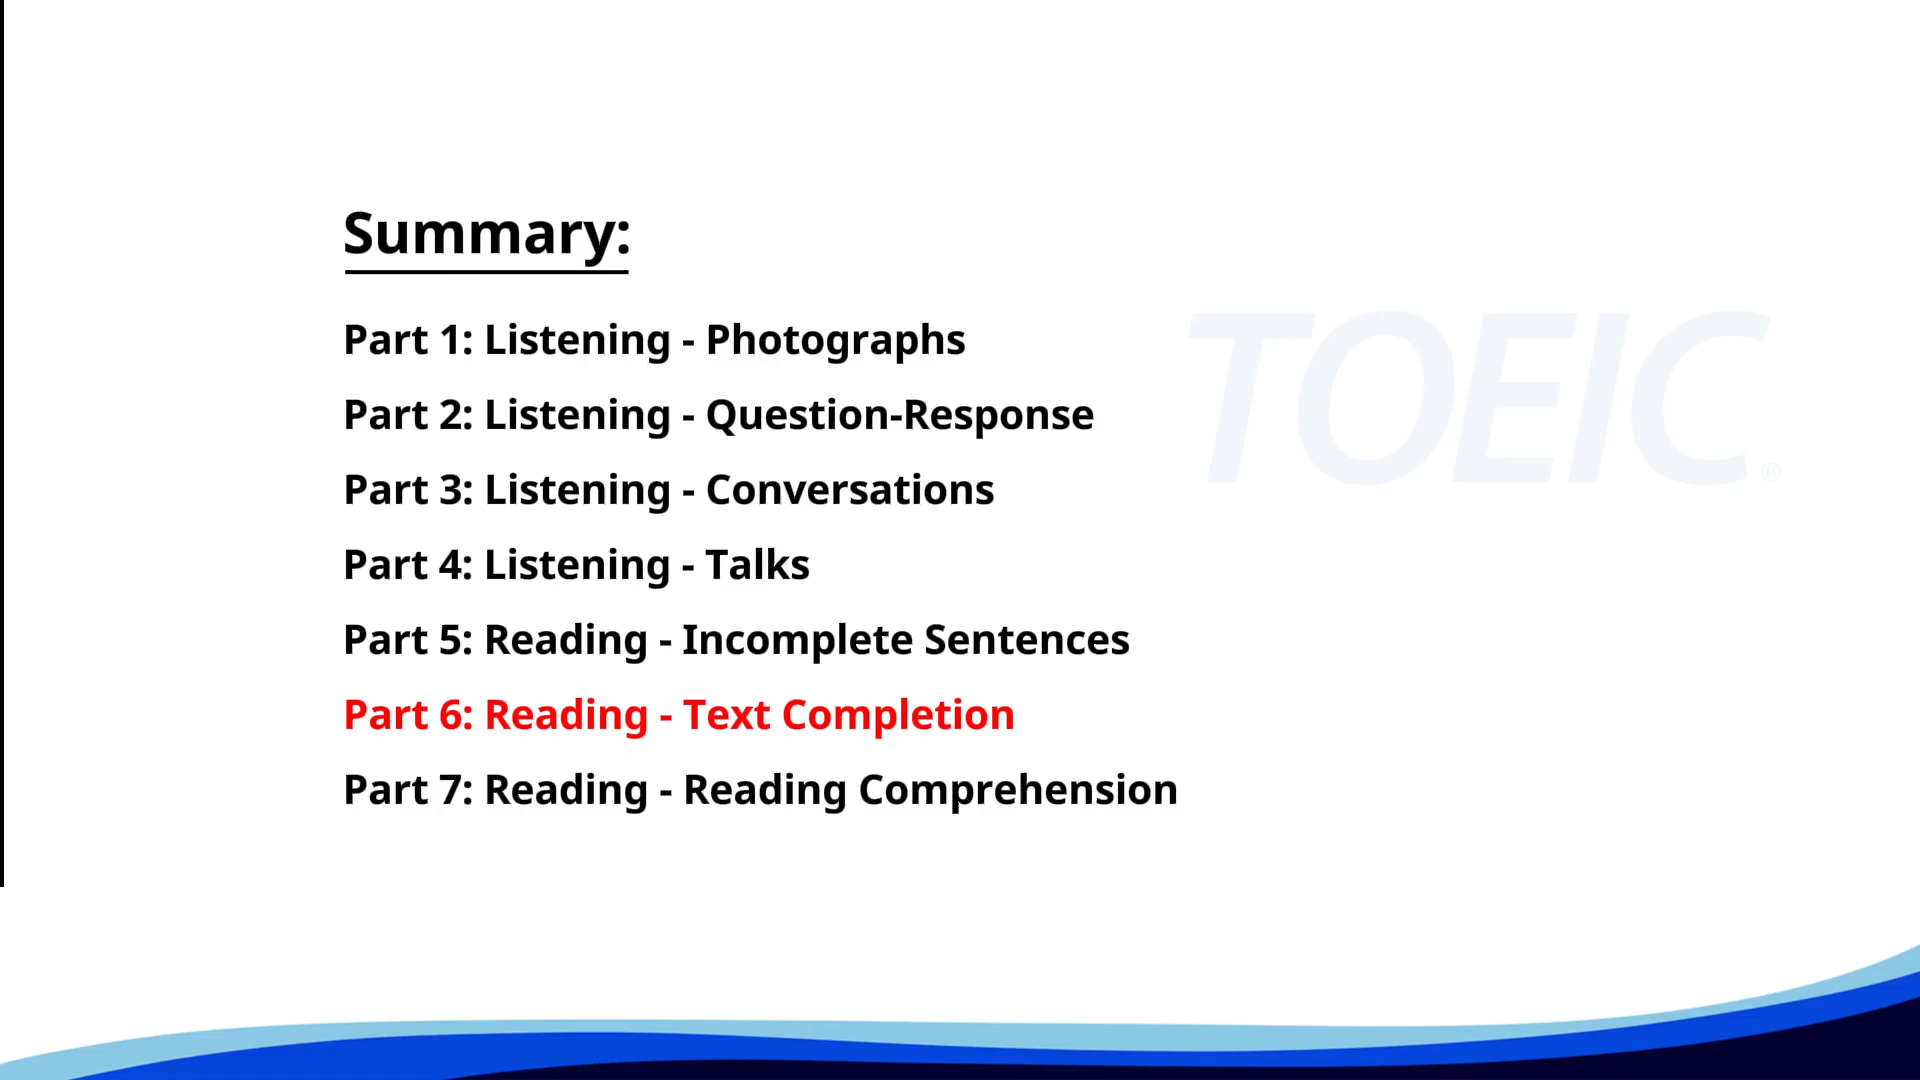 Summary:
Part 1: Listening - Photographs
TOEIC®
Part 2: Listening - Question-Response
Part 3: Listening - Conversations
Part 4: Listening - Talks
Part 5: Reading - Incomplete Sentences
Part 6: Reading - Text Completion
Part 7: Reading - Reading Comprehension